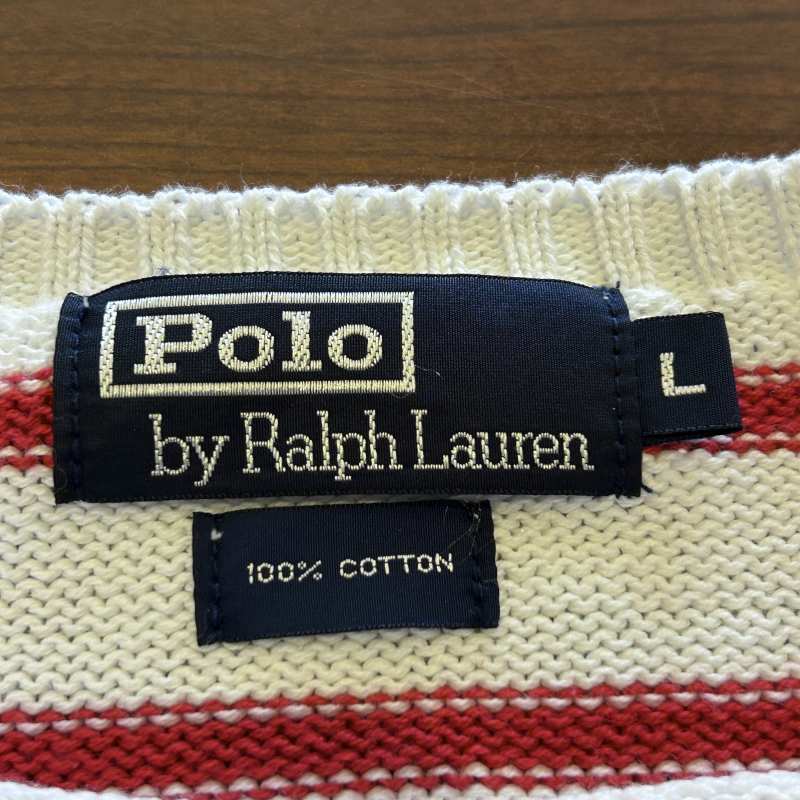 Polo
by Ralph Lauren
L
100% COTTON